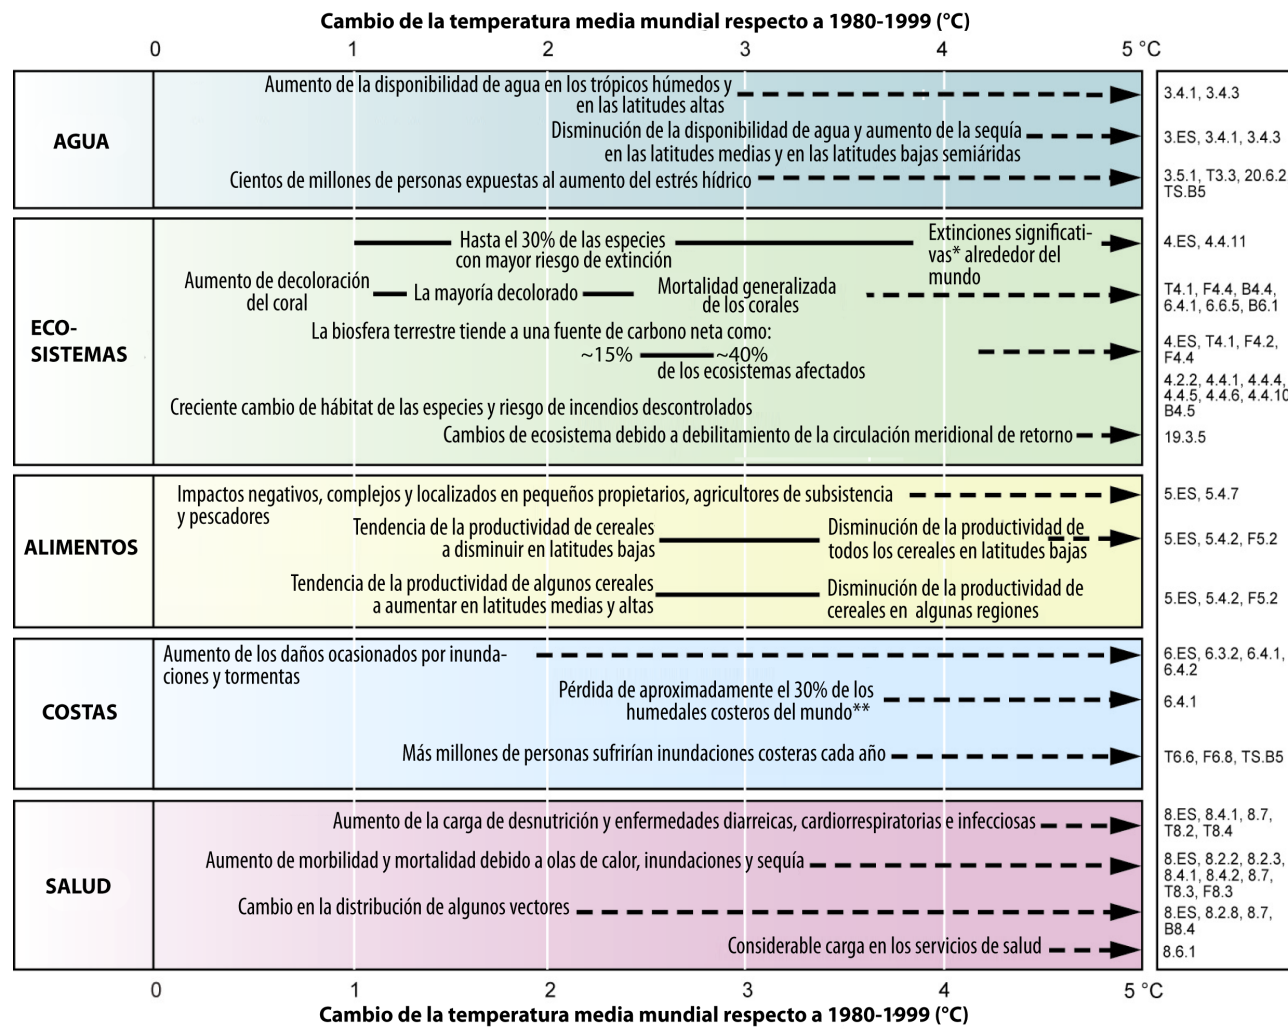 Cambio de la temperatura media mundial respecto a 1980-1999 (°C)
0 1 2 3 4 5 °C
AGUA
Aumento de la disponibilidad de agua en los trópicos húmedos y
en las latitudes altas
3.4.1, 3.4.3
Disminución de la disponibilidad de agua y aumento de la sequía
en las latitudes medias y en las latitudes bajas semiáridas
3.ES, 3.4.1, 3.4.3
Cientos de millones de personas expuestas al aumento del estrés hídrico
3.5.1, T3.3, 20.6.2
TS.B5
ECO-
SISTEMAS
Hasta el 30% de las especies
con mayor riesgo de extinción
Extinciones significati-
vas* alrededor del
mundo
4.ES, 4.4.11
Aumento de decoloración
del coral
La mayoría decolorado
Mortalidad generalizada
de los corales
T4.1, F4.4, B4.4,
6.4.1, 6.6.5, B6.1
La biosfera terrestre tiende a una fuente de carbono neta como:
~15% ~40%
de los ecosistemas afectados
4.ES, T4.1, F4.2,
F4.4
Creciente cambio de hábitat de las especies y riesgo de incendios descontrolados
4.2.2, 4.4.1, 4.4.4,
4.4.5, 4.4.6, 4.4.10
B4.5
Cambios de ecosistema debido a debilitamiento de la circulación meridional de retorno
19.3.5
ALIMENTOS
Impactos negativos, complejos y localizados en pequeños propietarios, agricultores de subsistencia
y pescadores
5.ES, 5.4.7
Tendencia de la productividad de cereales
a disminuir en latitudes bajas
Disminución de la productividad de
todos los cereales en latitudes bajas
5.ES, 5.4.2, F5.2
Tendencia de la productividad de algunos cereales
a aumentar en latitudes medias y altas
Disminución de la productividad de
cereales en algunas regiones
5.ES, 5.4.2, F5.2
COSTAS
Aumento de los daños ocasionados por inunda-
ciones y tormentas
6.ES, 6.3.2, 6.4.1,
6.4.2
Pérdida de aproximadamente el 30% de los
humedales costeros del mundo**
6.4.1
Más millones de personas sufrirían inundaciones costeras cada año
T6.6, F6.8, TS.B5
SALUD
Aumento de la carga de desnutrición y enfermedades diarreicas, cardiorrespiratorias e infecciosas
8.ES, 8.4.1, 8.7,
T8.2, T8.4
Aumento de morbilidad y mortalidad debido a olas de calor, inundaciones y sequía
8.ES, 8.2.2, 8.2.3,
8.4.1, 8.4.2, 8.7,
T8.3, F8.3
Cambio en la distribución de algunos vectores
8.ES, 8.2.8, 8.7,
B8.4
Considerable carga en los servicios de salud
8.6.1
0 1 2 3 4 5 °C
Cambio de la temperatura media mundial respecto a 1980-1999 (°C)